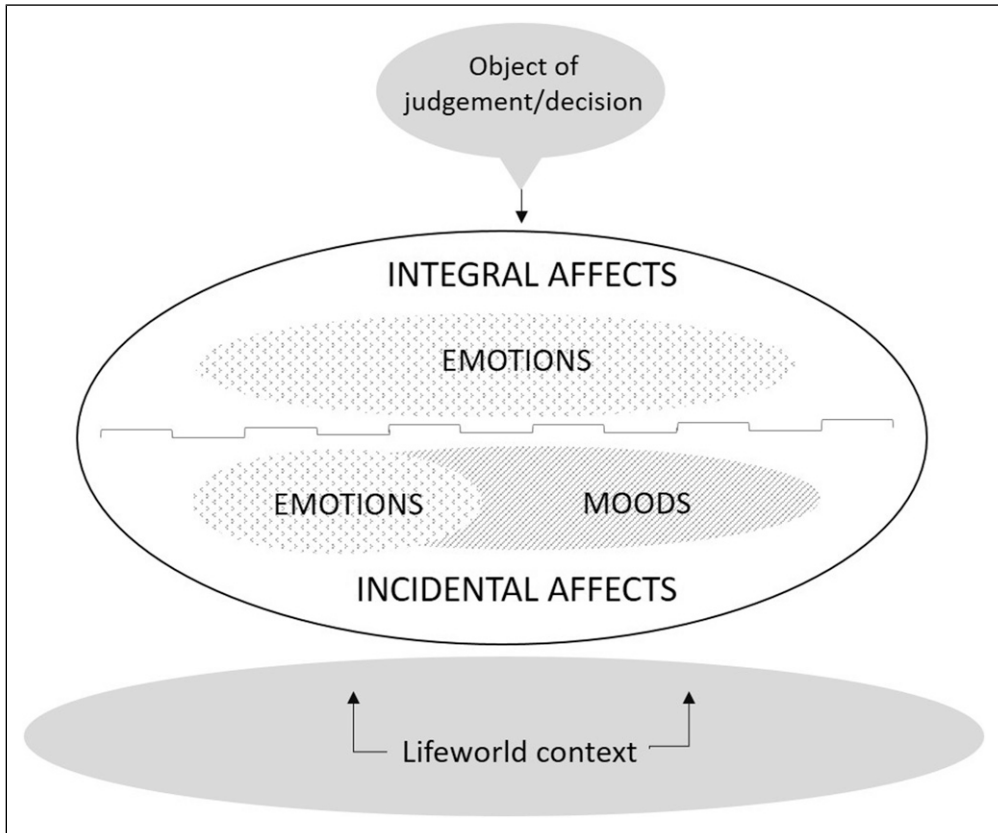 Object of
judgement/decision
INTEGRAL AFFECTS
EMOTIONS
EMOTIONS MOODS
INCIDENTAL AFFECTS
Lifeworld context